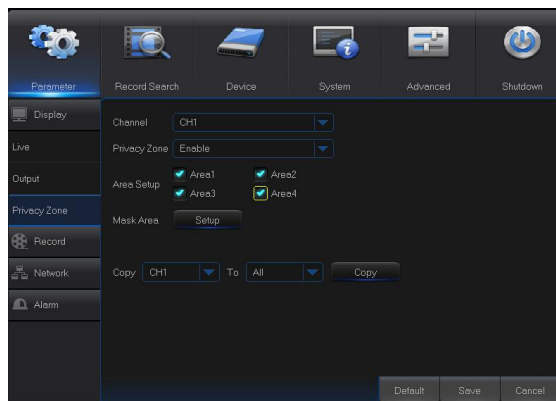 Parameter Record Search Device System Advanced Shutdown
Display
Live
Output
Privacy Zone
Record
Network
Alarm
Channel CH1
Privacy Zone Enable
Area Setup Area1 Area2
Area3 Area4
Mask Area Setup
Copy CH1 To All Copy
Default Save Cancel